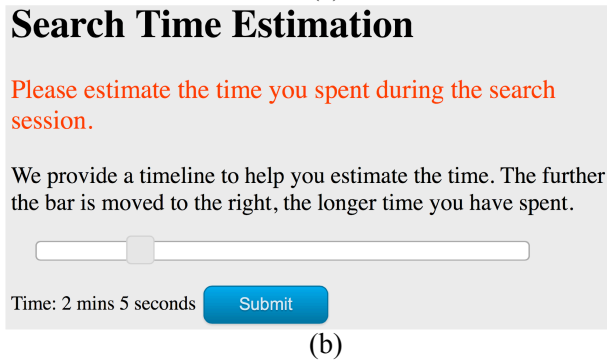 Search Time Estimation
Please estimate the time you spent during the search
session.
We provide a timeline to help you estimate the time. The further
the bar is moved to the right, the longer time you have spent.
Time: 2 mins 5 seconds Submit
(b)